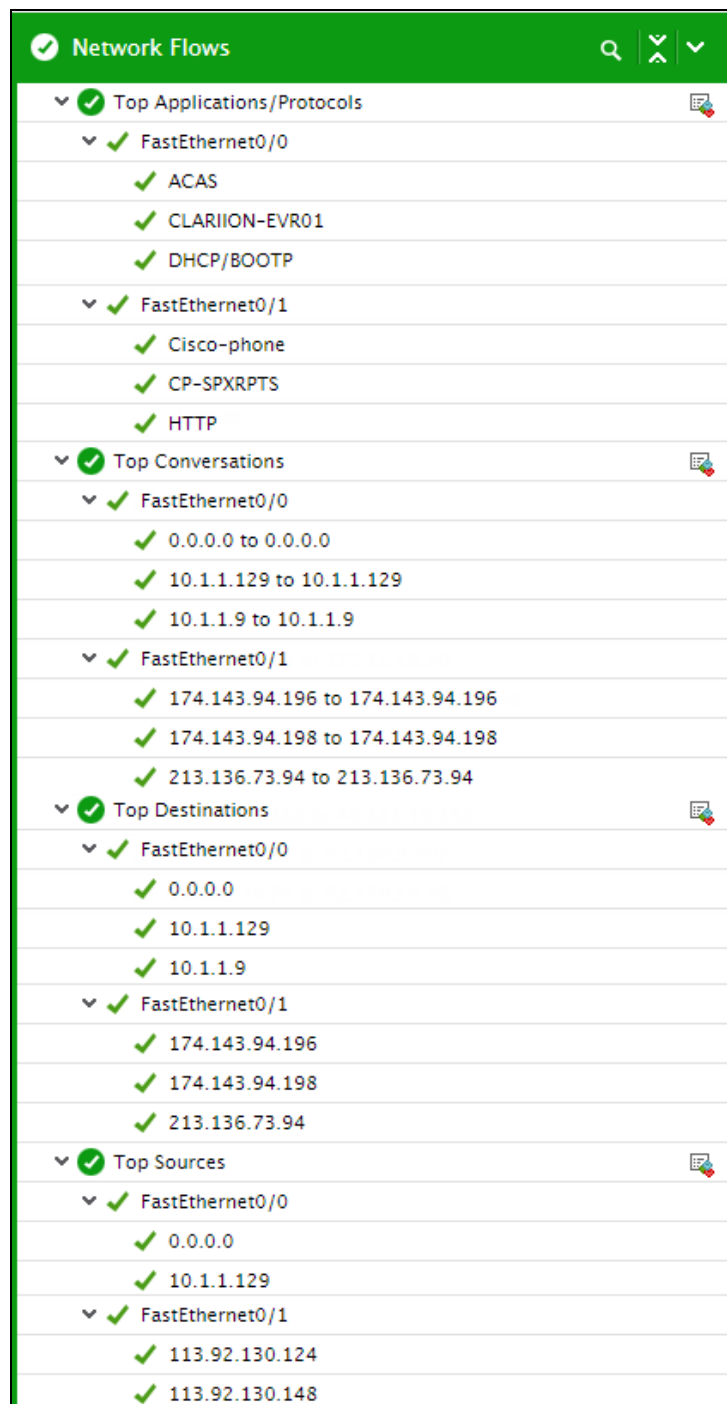 Network Flows
Top Applications/Protocols
FastEthernet0/0
ACAS
CLARIION-EVR01
DHCP/BOOTP
FastEthernet0/1
Cisco-phone
CP-SPXRPTS
HTTP
Top Conversations
FastEthernet0/0
0.0.0.0 to 0.0.0.0
10.1.1.129 to 10.1.1.129
10.1.1.9 to 10.1.1.9
FastEthernet0/1
174.143.94.196 to 174.143.94.196
174.143.94.198 to 174.143.94.198
213.136.73.94 to 213.136.73.94
Top Destinations
FastEthernet0/0
0.0.0.0
10.1.1.129
10.1.1.9
FastEthernet0/1
174.143.94.196
174.143.94.198
213.136.73.94
Top Sources
FastEthernet0/0
0.0.0.0
10.1.1.129
FastEthernet0/1
113.92.130.124
113.92.130.148